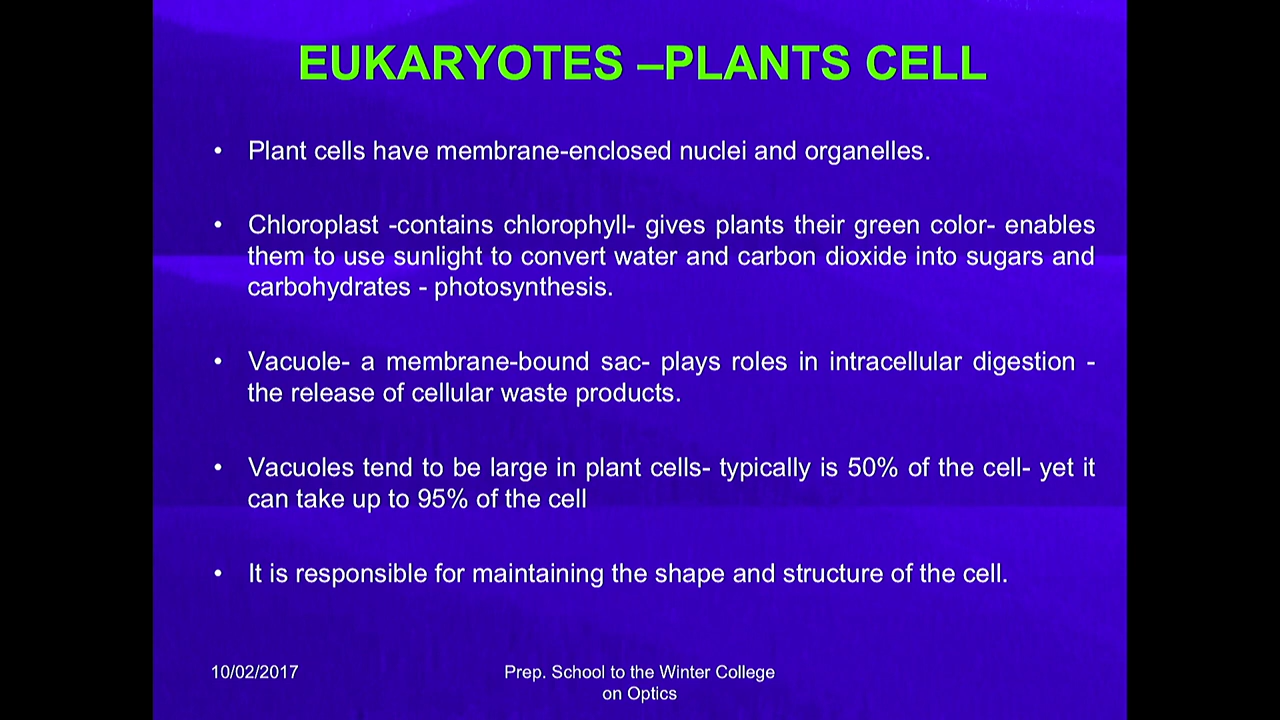 EUKARYOTES –PLANTS CELL
• Plant cells have membrane-enclosed nuclei and organelles.
• Chloroplast -contains chlorophyll- gives plants their green color- enables
them to use sunlight to convert water and carbon dioxide into sugars and
carbohydrates - photosynthesis.
• Vacuole- a membrane-bound sac- plays roles in intracellular digestion -
the release of cellular waste products.
• Vacuoles tend to be large in plant cells- typically is 50% of the cell- yet it
can take up to 95% of the cell
• It is responsible for maintaining the shape and structure of the cell.
10/02/2017
Prep. School to the Winter College
on Optics